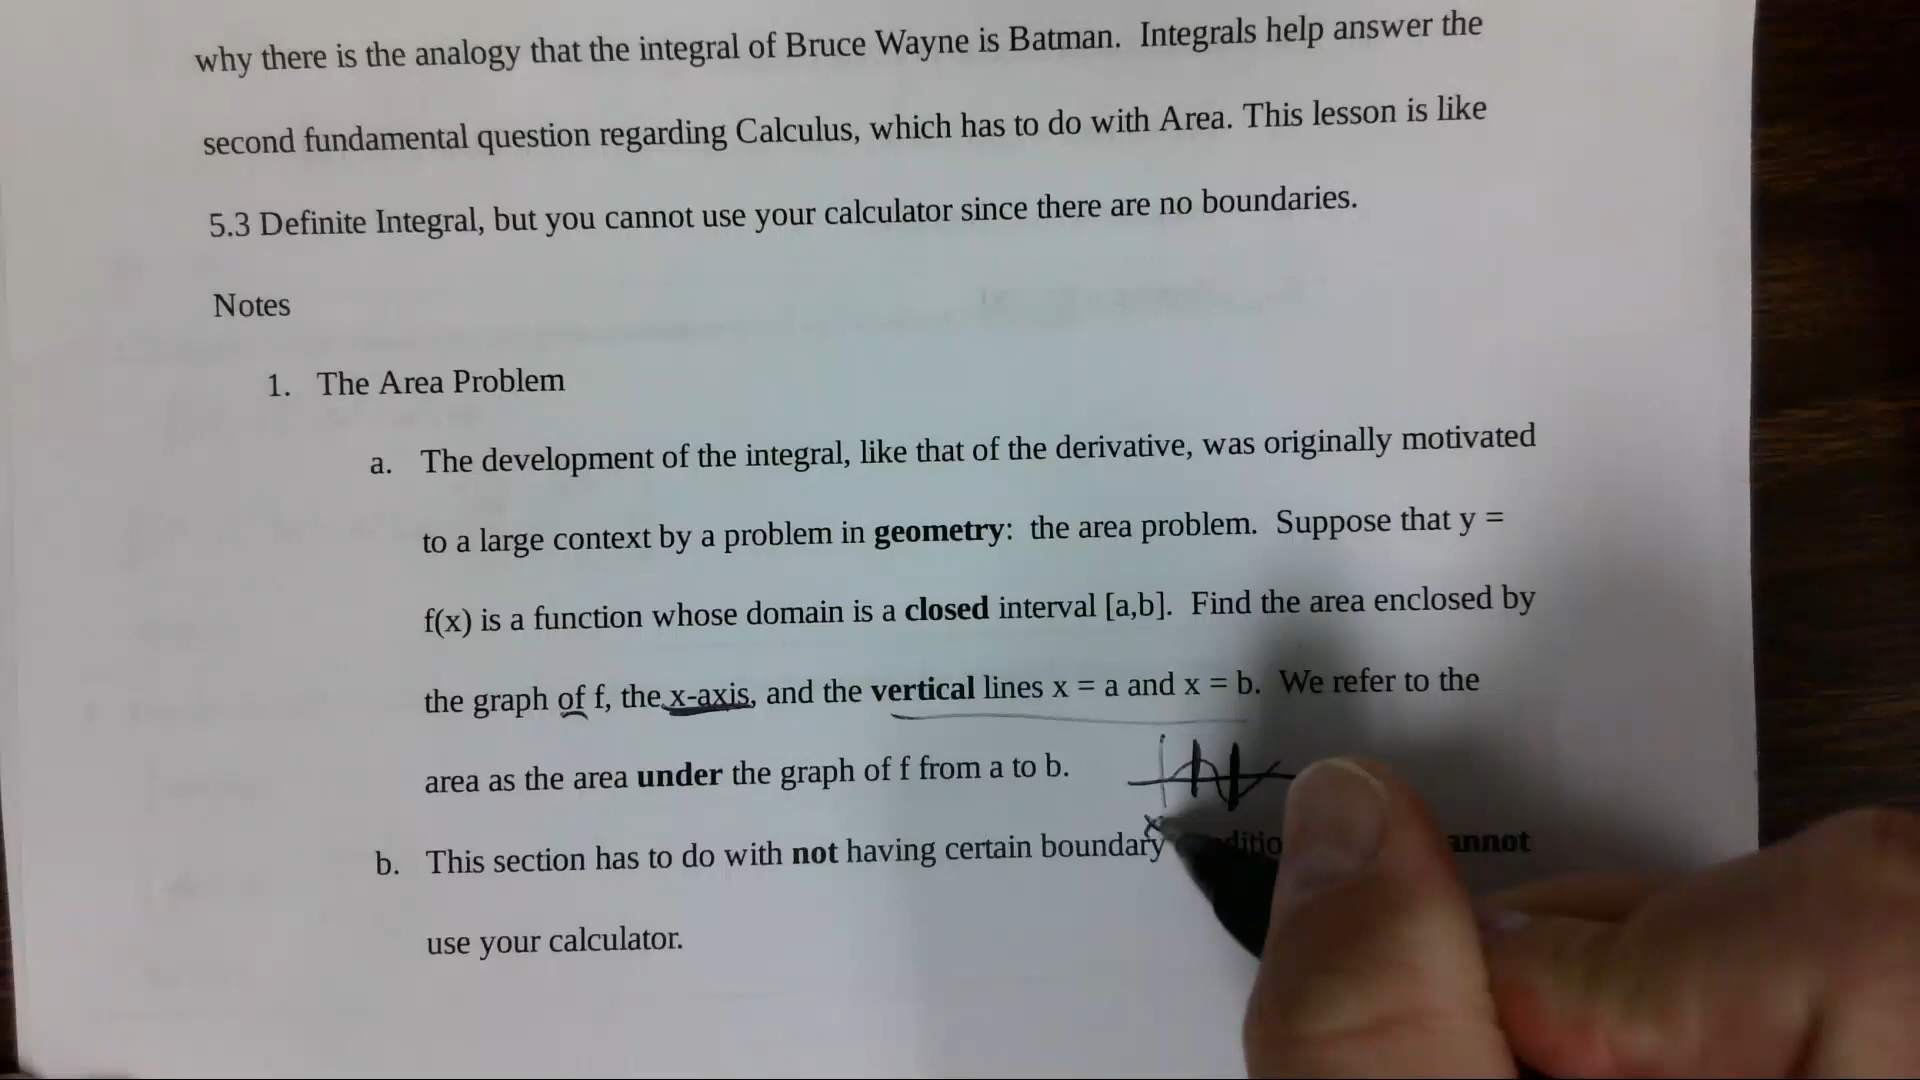 why there is the analogy that the integral of Bruce Wayne is Batman. Integrals help answer the
second fundamental question regarding Calculus, which has to do with Area. This lesson is like
5.3 Definite Integral, but you cannot use your calculator since there are no boundaries.
Notes
1. The Area Problem
a. The development of the integral, like that of the derivative, was originally motivated
to a large context by a problem in geometry: the area problem. Suppose that y =
f(x) is a function whose domain is a closed interval [a,b]. Find the area enclosed by
the graph of f, the x-axis, and the vertical lines x = a and x = b. We refer to the
area as the area under the graph of f from a to b.
x
b. This section has to do with not having certain boundary
use your calculator.